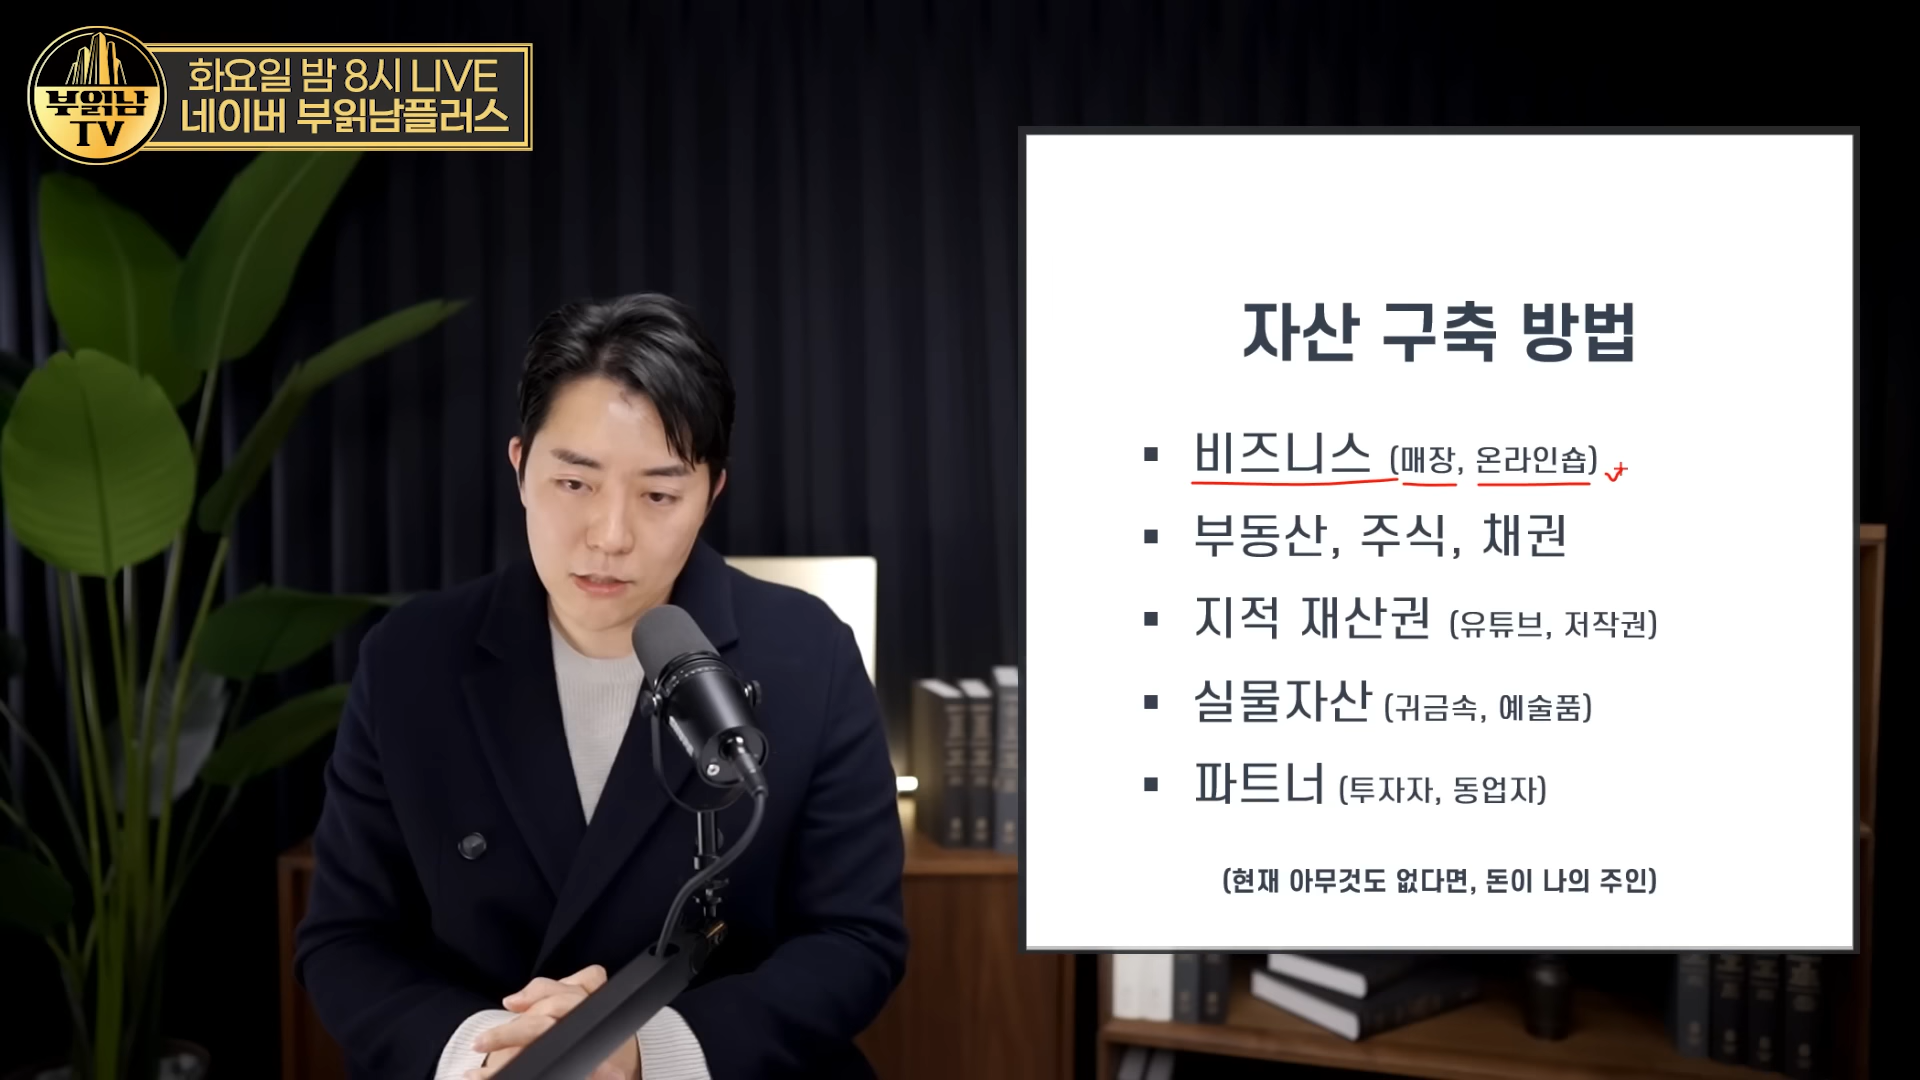 부읽남
TV
화요일 밤 8시 LIVE
네이버 부읽남플러스
자산 구축 방법
▪ 비즈니스 (매장, 온라인숍)
▪ 부동산, 주식, 채권
▪ 지적 재산권 (유튜브, 저작권)
▪ 실물자산 (귀금속, 예술품)
▪ 파트너 (투자자, 동업자)
(현재 아무것도 없다면, 돈이 나의 주인)